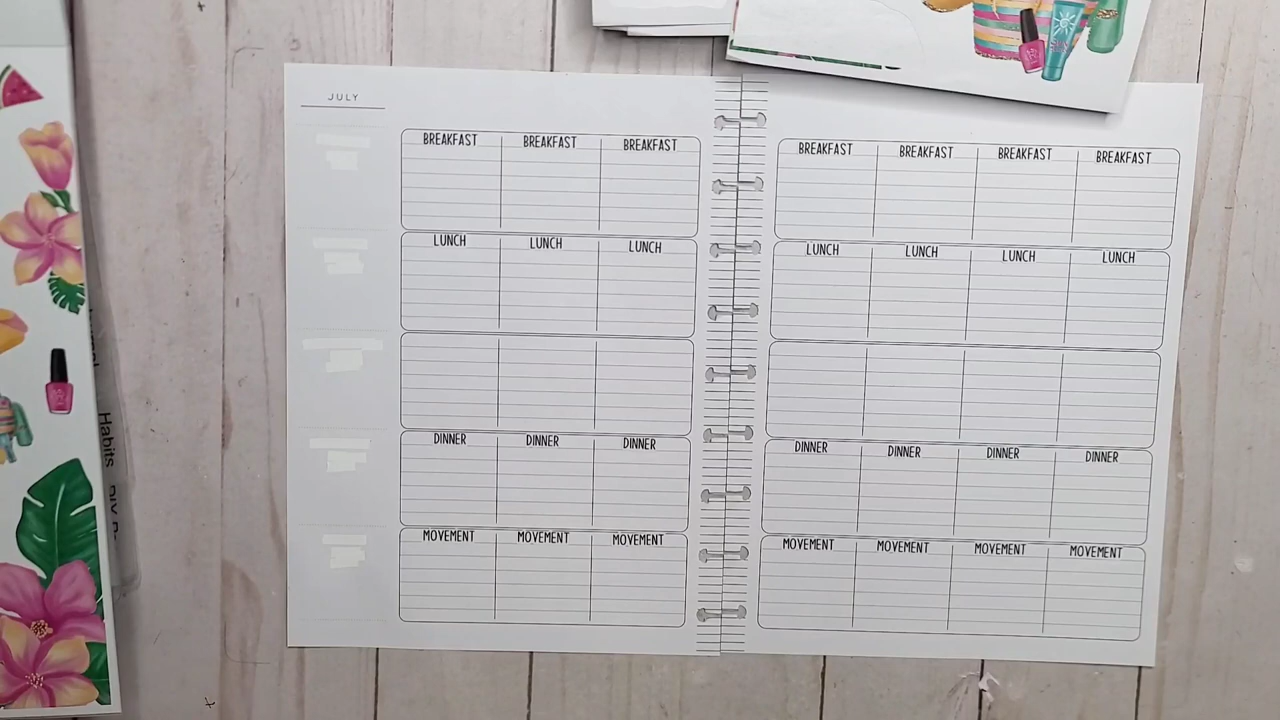 JULY
BREAKFAST BREAKFAST BREAKFAST BREAKFAST BREAKFAST BREAKFAST BREAKFAST
LUNCH LUNCH LUNCH LUNCH LUNCH LUNCH LUNCH
DINNER DINNER DINNER DINNER DINNER DINNER DINNER
MOVEMENT MOVEMENT MOVEMENT MOVEMENT MOVEMENT MOVEMENT MOVEMENT
Habits